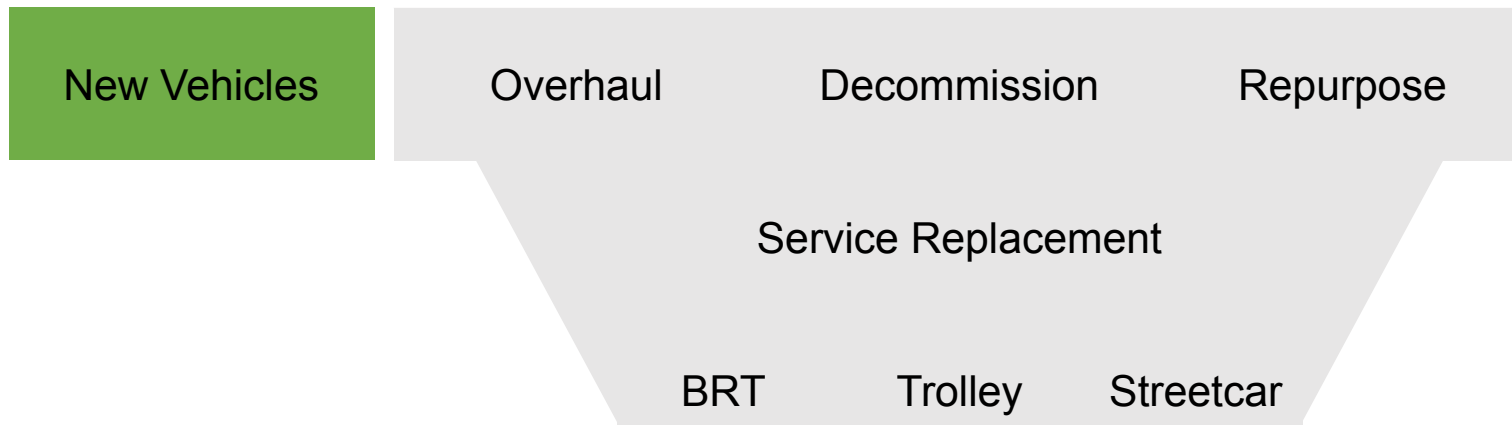 New Vehicles Overhaul Decommission Repurpose
Service Replacement
BRT Trolley Streetcar